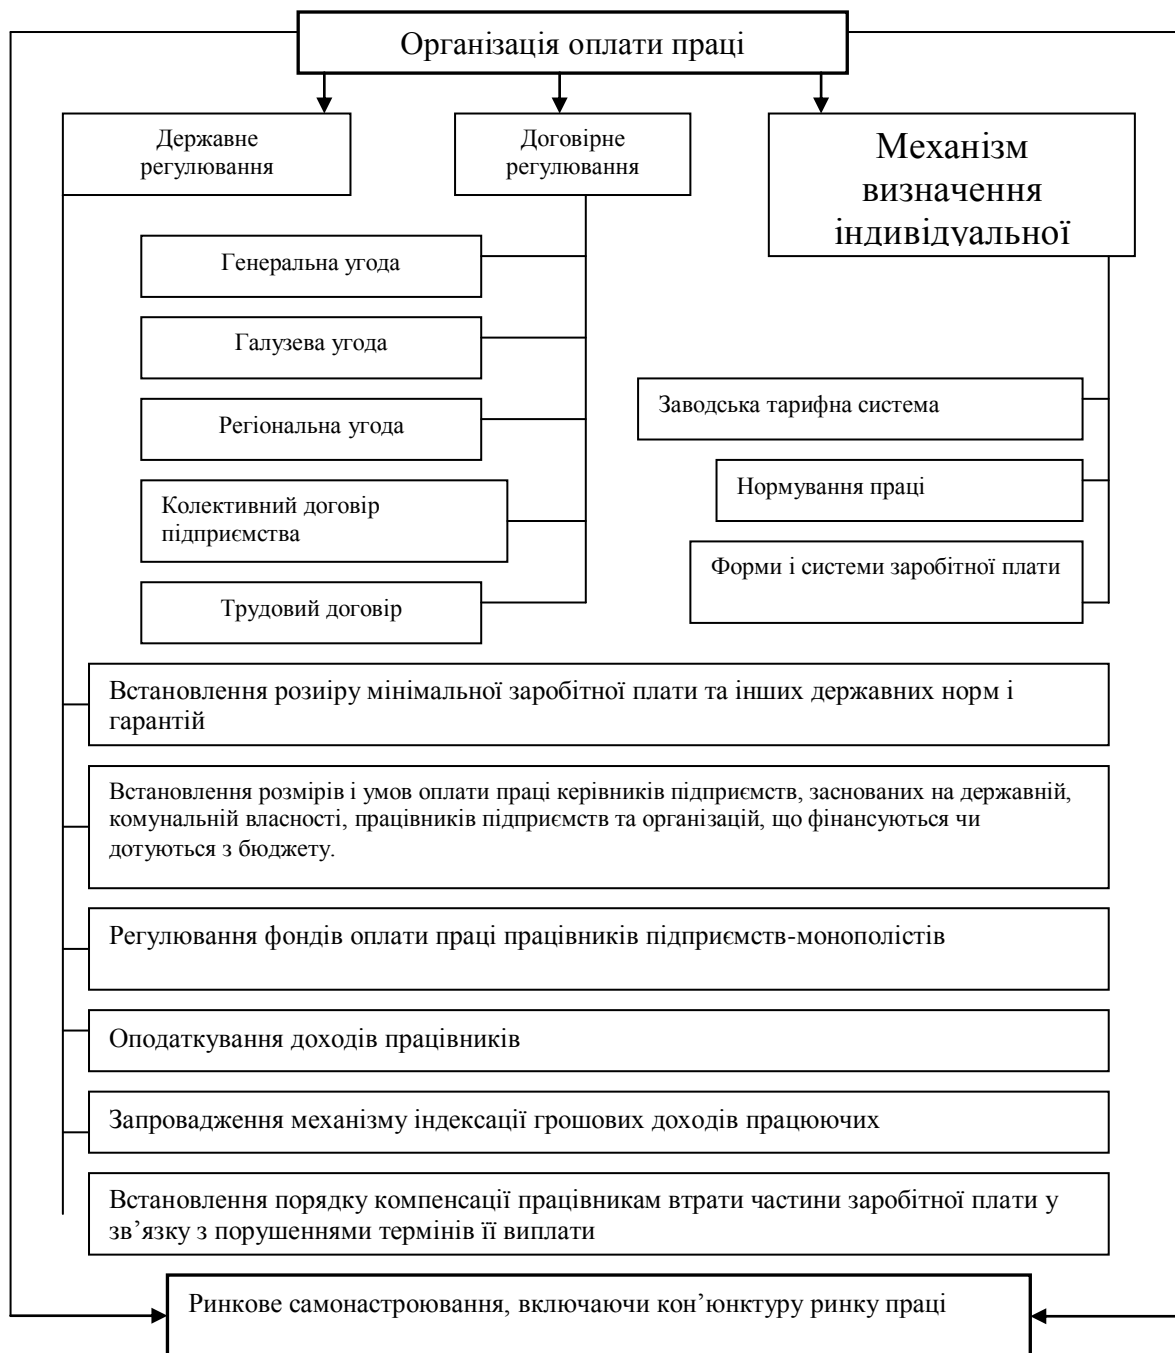 Організація оплати праці
Державне
регулювання
Договірне
регулювання
Механізм
визначення
індивідуальної
Генеральна угода
Галузева угода
Регіональна угода
Колективний договір
підприємства
Трудовий договір
Заводська тарифна система
Нормування праці
Форми і системи заробітної плати
Встановлення розиіру мінімальної заробітної плати та інших державних норм і
гарантій
Встановлення розмірів і умов оплати праці керівників підприємств, заснованих на державній,
комунальній власності, працівників підприємств та організацій, що фінансуються чи
дотуються з бюджету.
Регулювання фондів оплати праці працівників підприємств-монополістів
Оподаткування доходів працівників
Запровадження механізму індексації грошових доходів працюючих
Встановлення порядку компенсації працівникам втрати частини заробітної плати у
зв’язку з порушеннями термінів її виплати
Ринкове самонастроювання, включаючи кон’юнктуру ринку праці